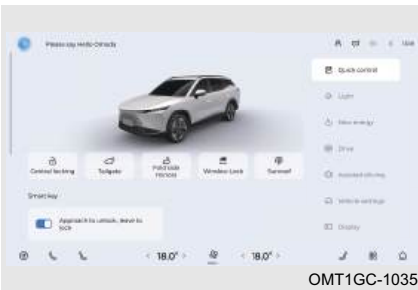 Please say Hello Omoda
Quick control
Light
New energy
Drive
Central locking
Tailgate
Fold side mirrors
Window Lock
Sunroof
Assisted driving
Smart key
Vehicle settings
Approach to unlock, leave to lock
Display
18.0°
18.0°
OMT1GC-1035